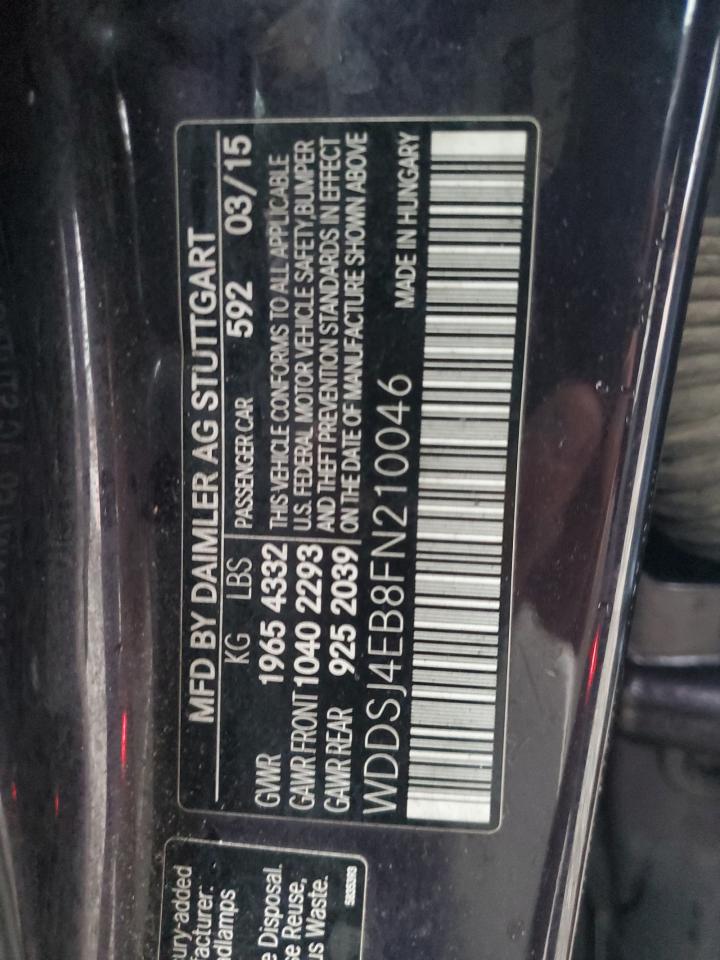 MFD BY DAIMLER AG STUTTGART
KG LBS PASSENGER CAR 592 03/15
GVWR 1965 4332 THIS VEHICLE CONFORMS TO ALL APPLICABLE
GAWR FRONT 1040 2293 U.S. FEDERAL MOTOR VEHICLE SAFETY,BUMPER
GAWR REAR 925 2039 AND THEFT PREVENTION STANDARDS IN EFFECT
ON THE DATE OF MANUFACTURE SHOWN ABOVE
WDDSJ4EB8FN210046 MADE IN HUNGARY
ury-added
facturer:
dlamps
e Disposal.
se Reuse,
us Waste.